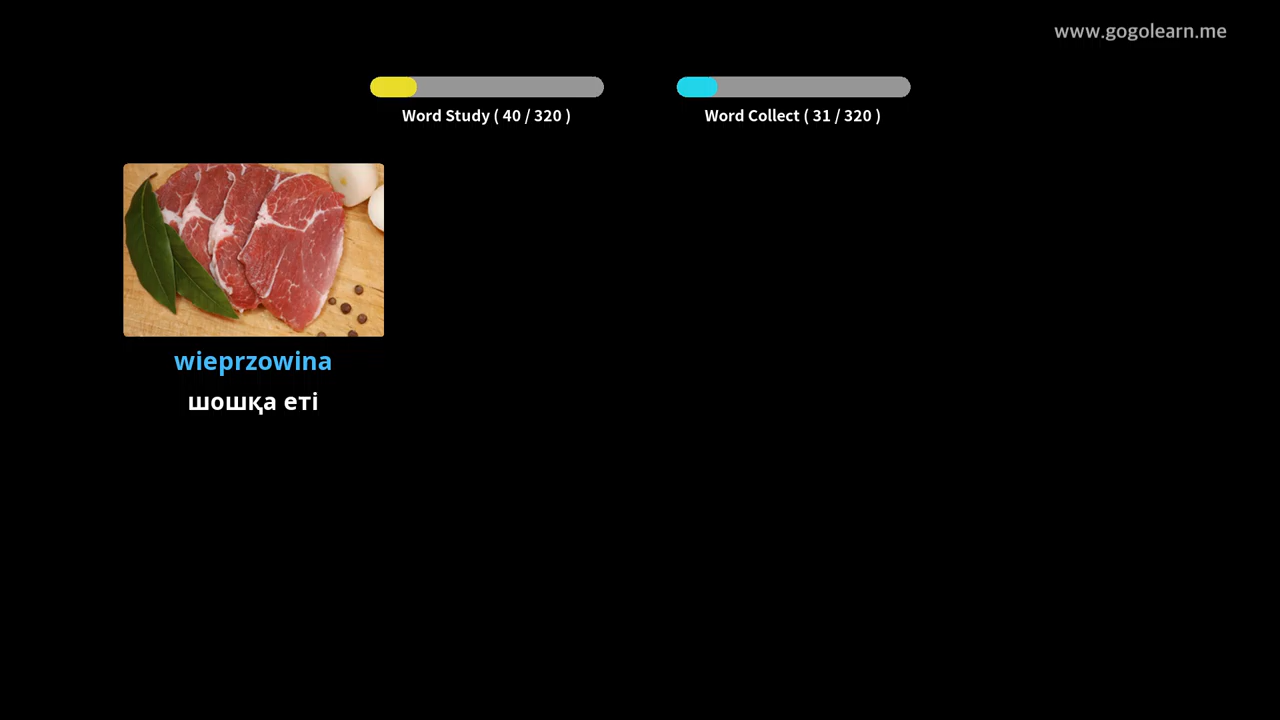 www.gogolearn.me
Word Study ( 40 / 320 )
Word Collect ( 31 / 320 )
wieprzowina
шошқа еті